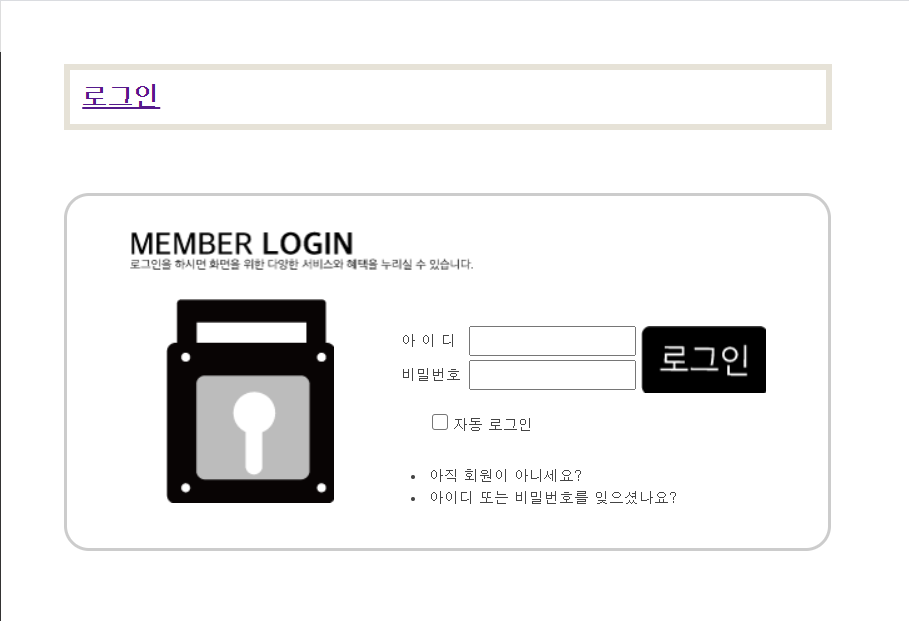 로그인
MEMBER LOGIN
로그인을 하시면 화면을 위한 다양한 서비스와 혜택을 누리실 수 있습니다.
아 이 디
비밀번호
로그인
자동 로그인
아직 회원이 아니세요?
아이디 또는 비밀번호를 잊으셨나요?